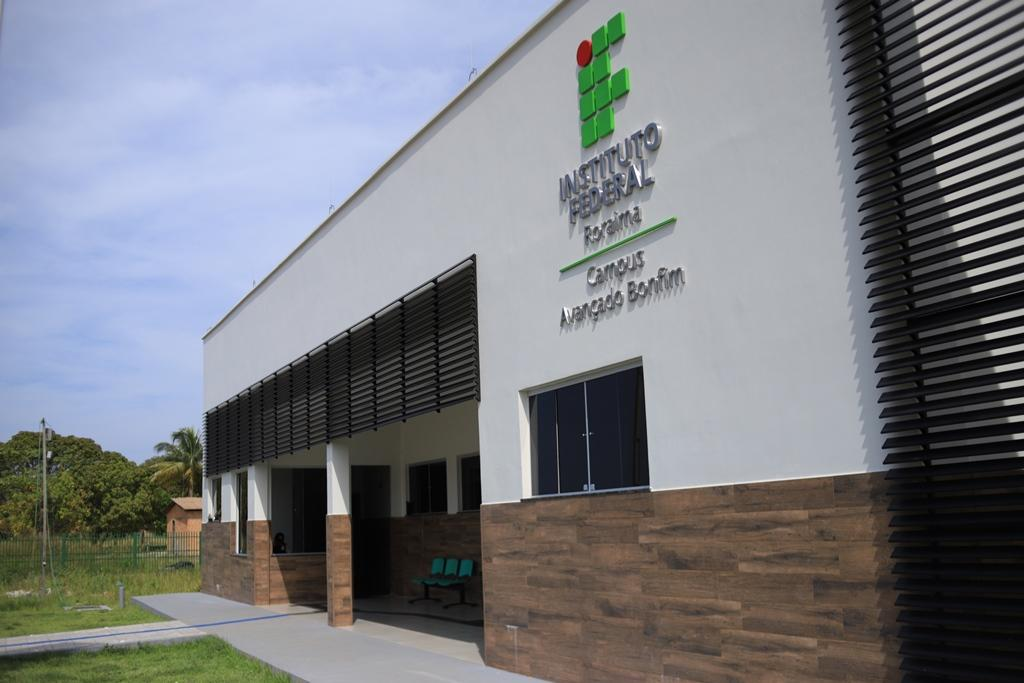 INSTITUTO
FEDERAL
Roraima
Campus
Avançado Bonfim